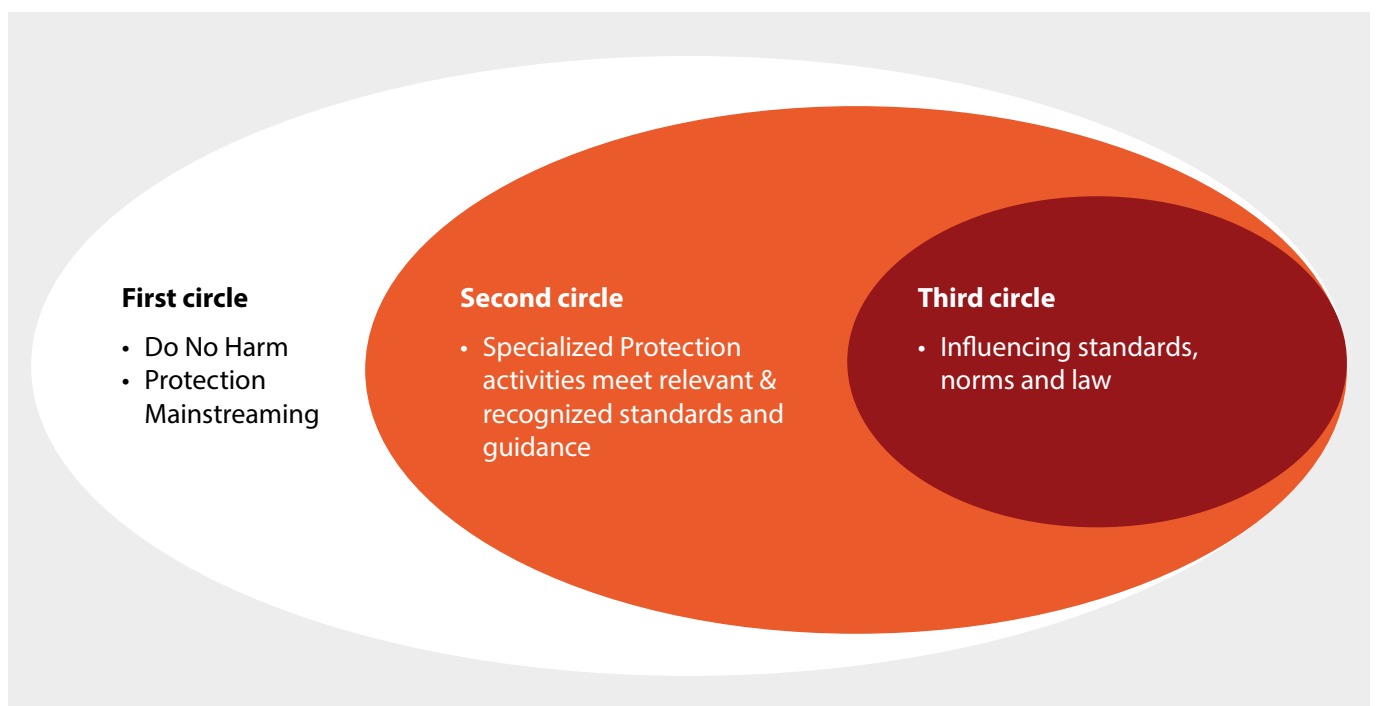 First circle
• Do No Harm
• Protection
Mainstreaming
Second circle
• Specialized Protection
activities meet relevant &
recognized standards and
guidance
Third circle
• Influencing standards,
norms and law